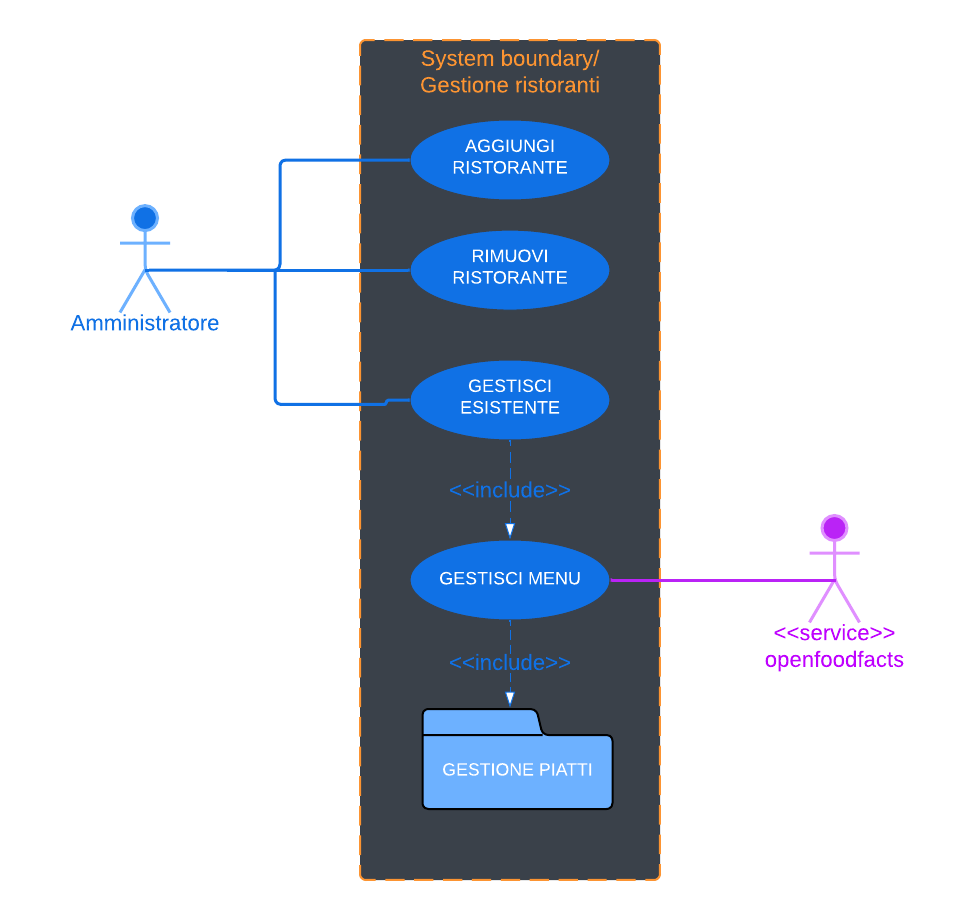 System boundary/
Gestione ristoranti
AGGIUNGI
RISTORANTE
RIMUOVI
RISTORANTE
Amministratore
GESTISCI
ESISTENTE
<<include>>
GESTISCI MENU
<<service>>
openfoodfacts
<<include>>
GESTIONE PIATTI